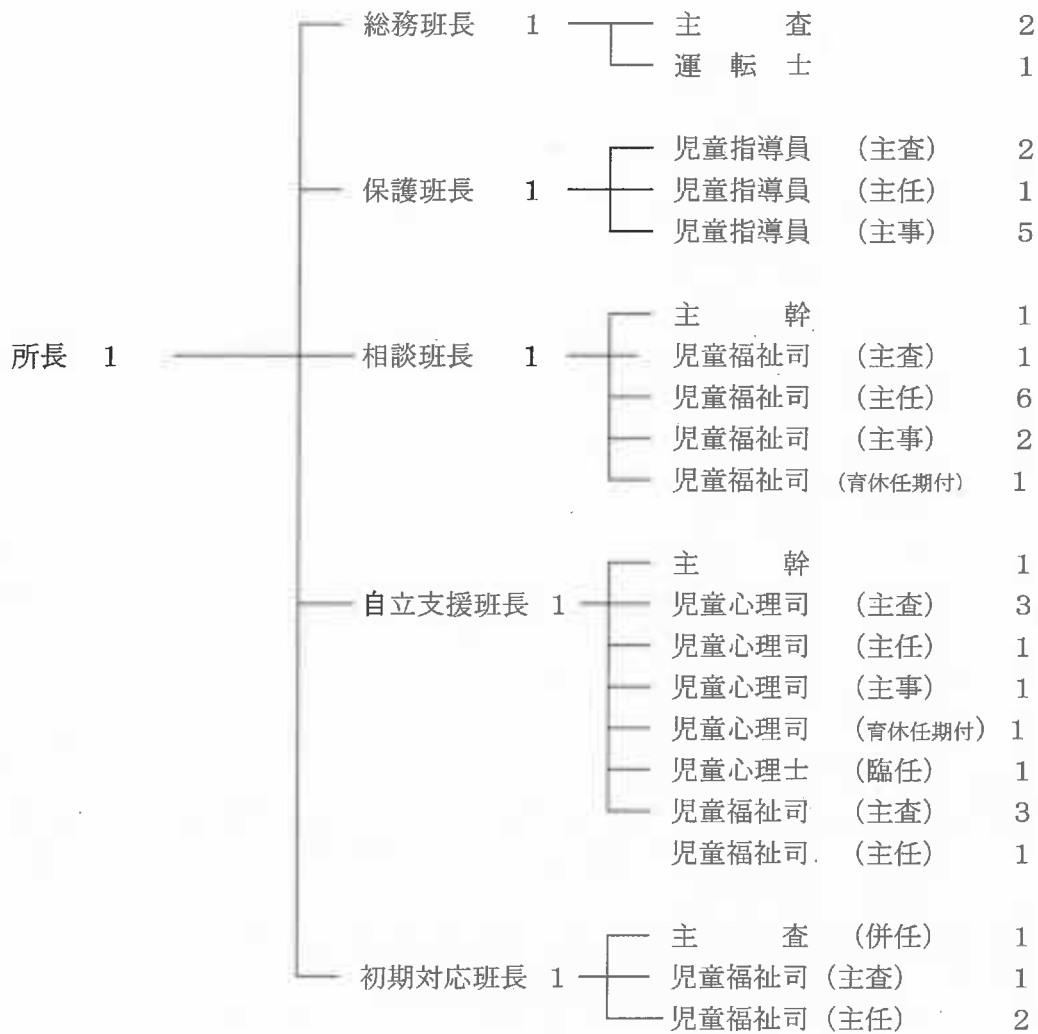 総務班長 1 主 査 2
運 転 士 1
児童指導員 (主査) 2
保護班長 1 児童指導員 (主任) 1
児童指導員 (主事) 5
主 幹 1
所長 1 相談班長 1 児童福祉司 (主査) 1
児童福祉司 (主任) 6
児童福祉司 (主事) 2
児童福祉司 (育休任期付) 1
主 幹 1
自立支援班長 1 児童心理司 (主査) 3
児童心理司 (主任) 1
児童心理司 (主事) 1
児童心理司 (育休任期付) 1
児童心理士 (臨任) 1
児童福祉司 (主査) 3
児童福祉司 (主任) 1
主 査 (併任) 1
初期対応班長 1 児童福祉司 (主査) 1
児童福祉司 (主任) 2